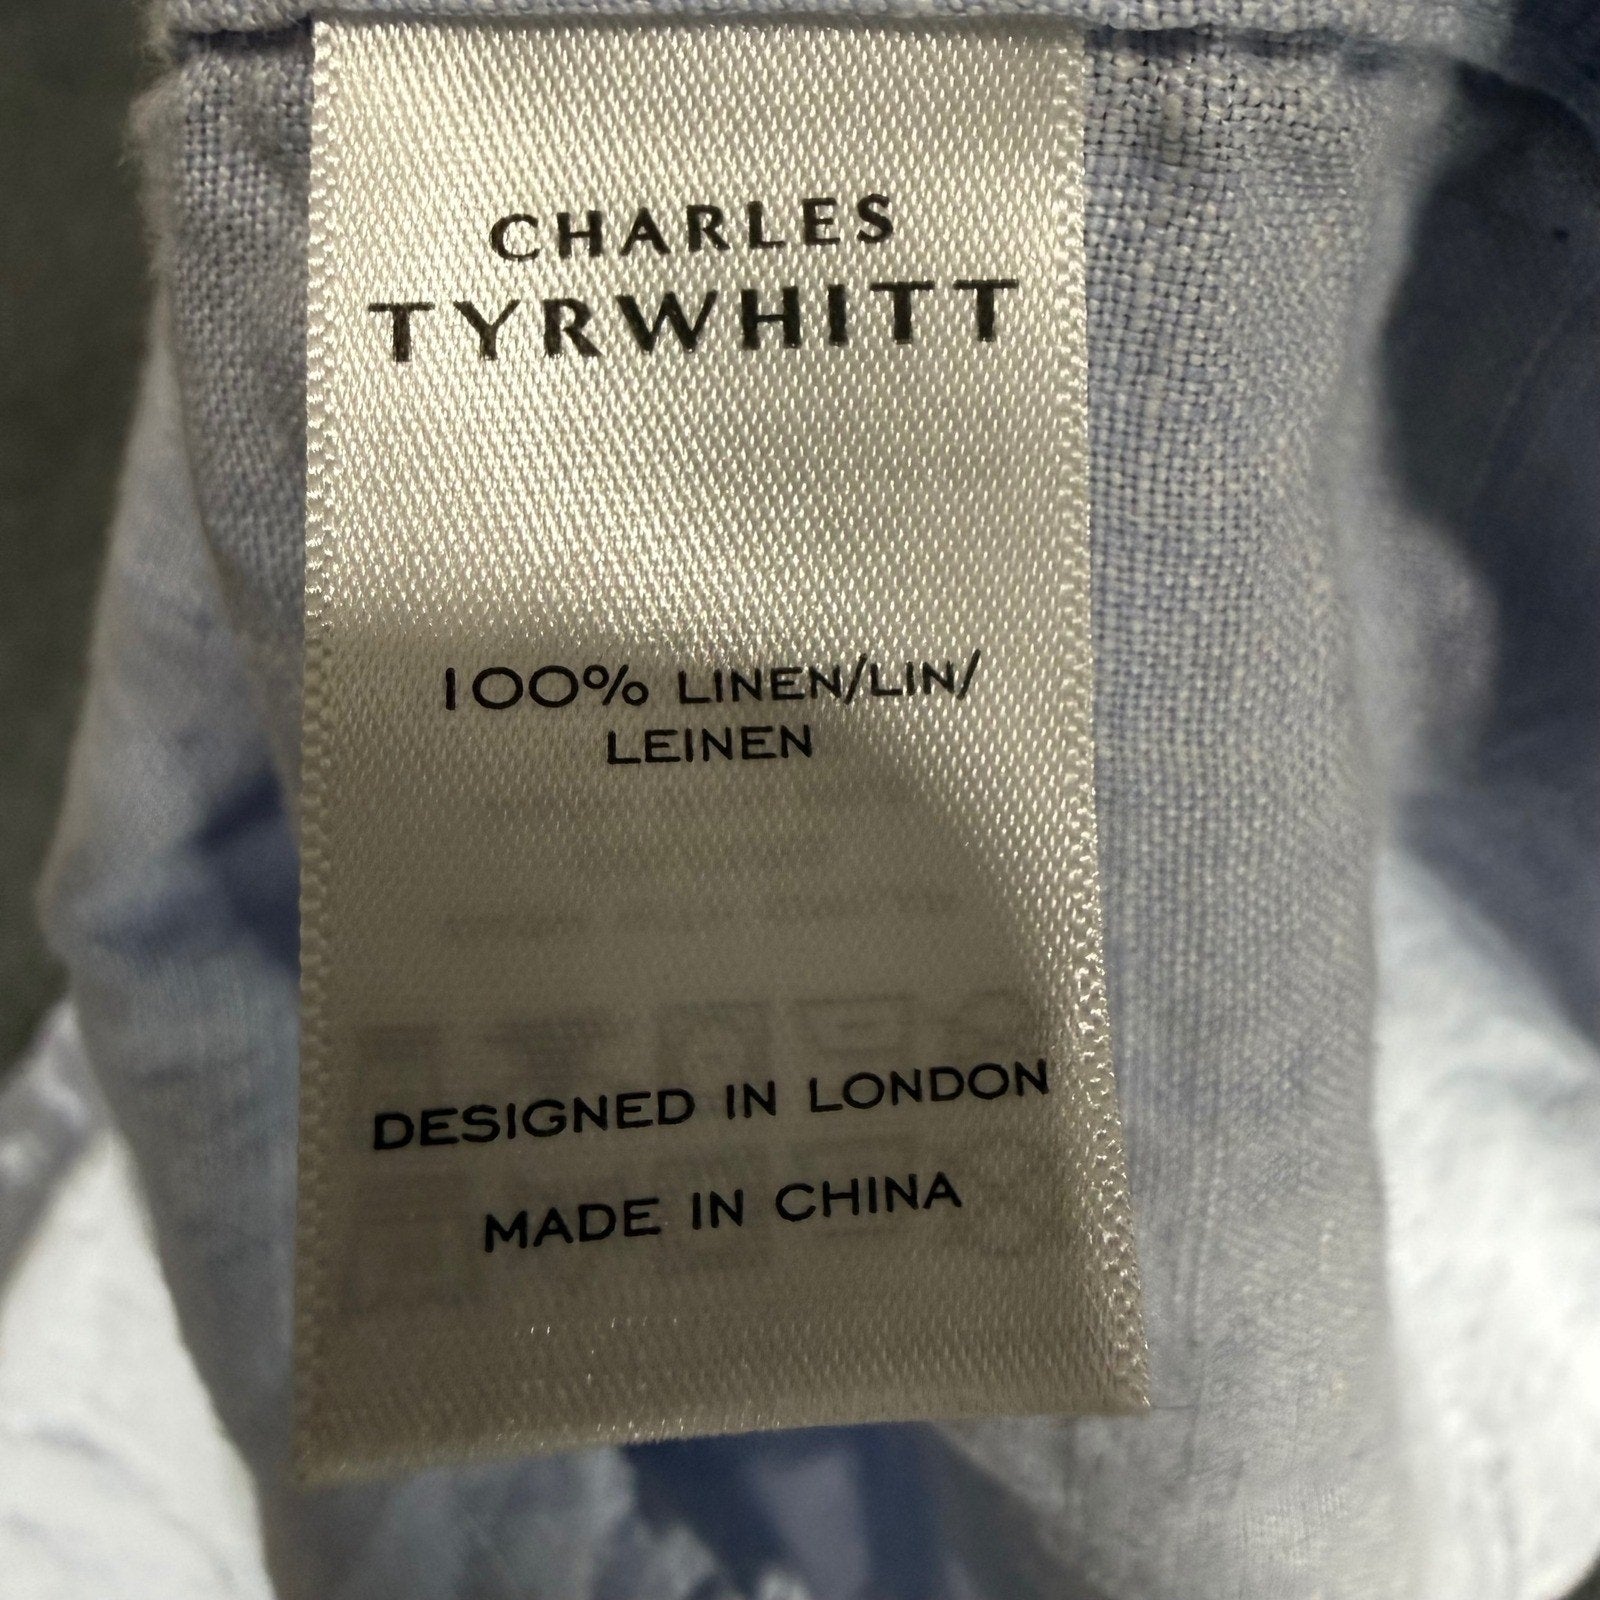 CHARLES
TYRWHITT
100% LINEN/LIN/
LEINEN
DESIGNED IN LONDON
MADE IN CHINA